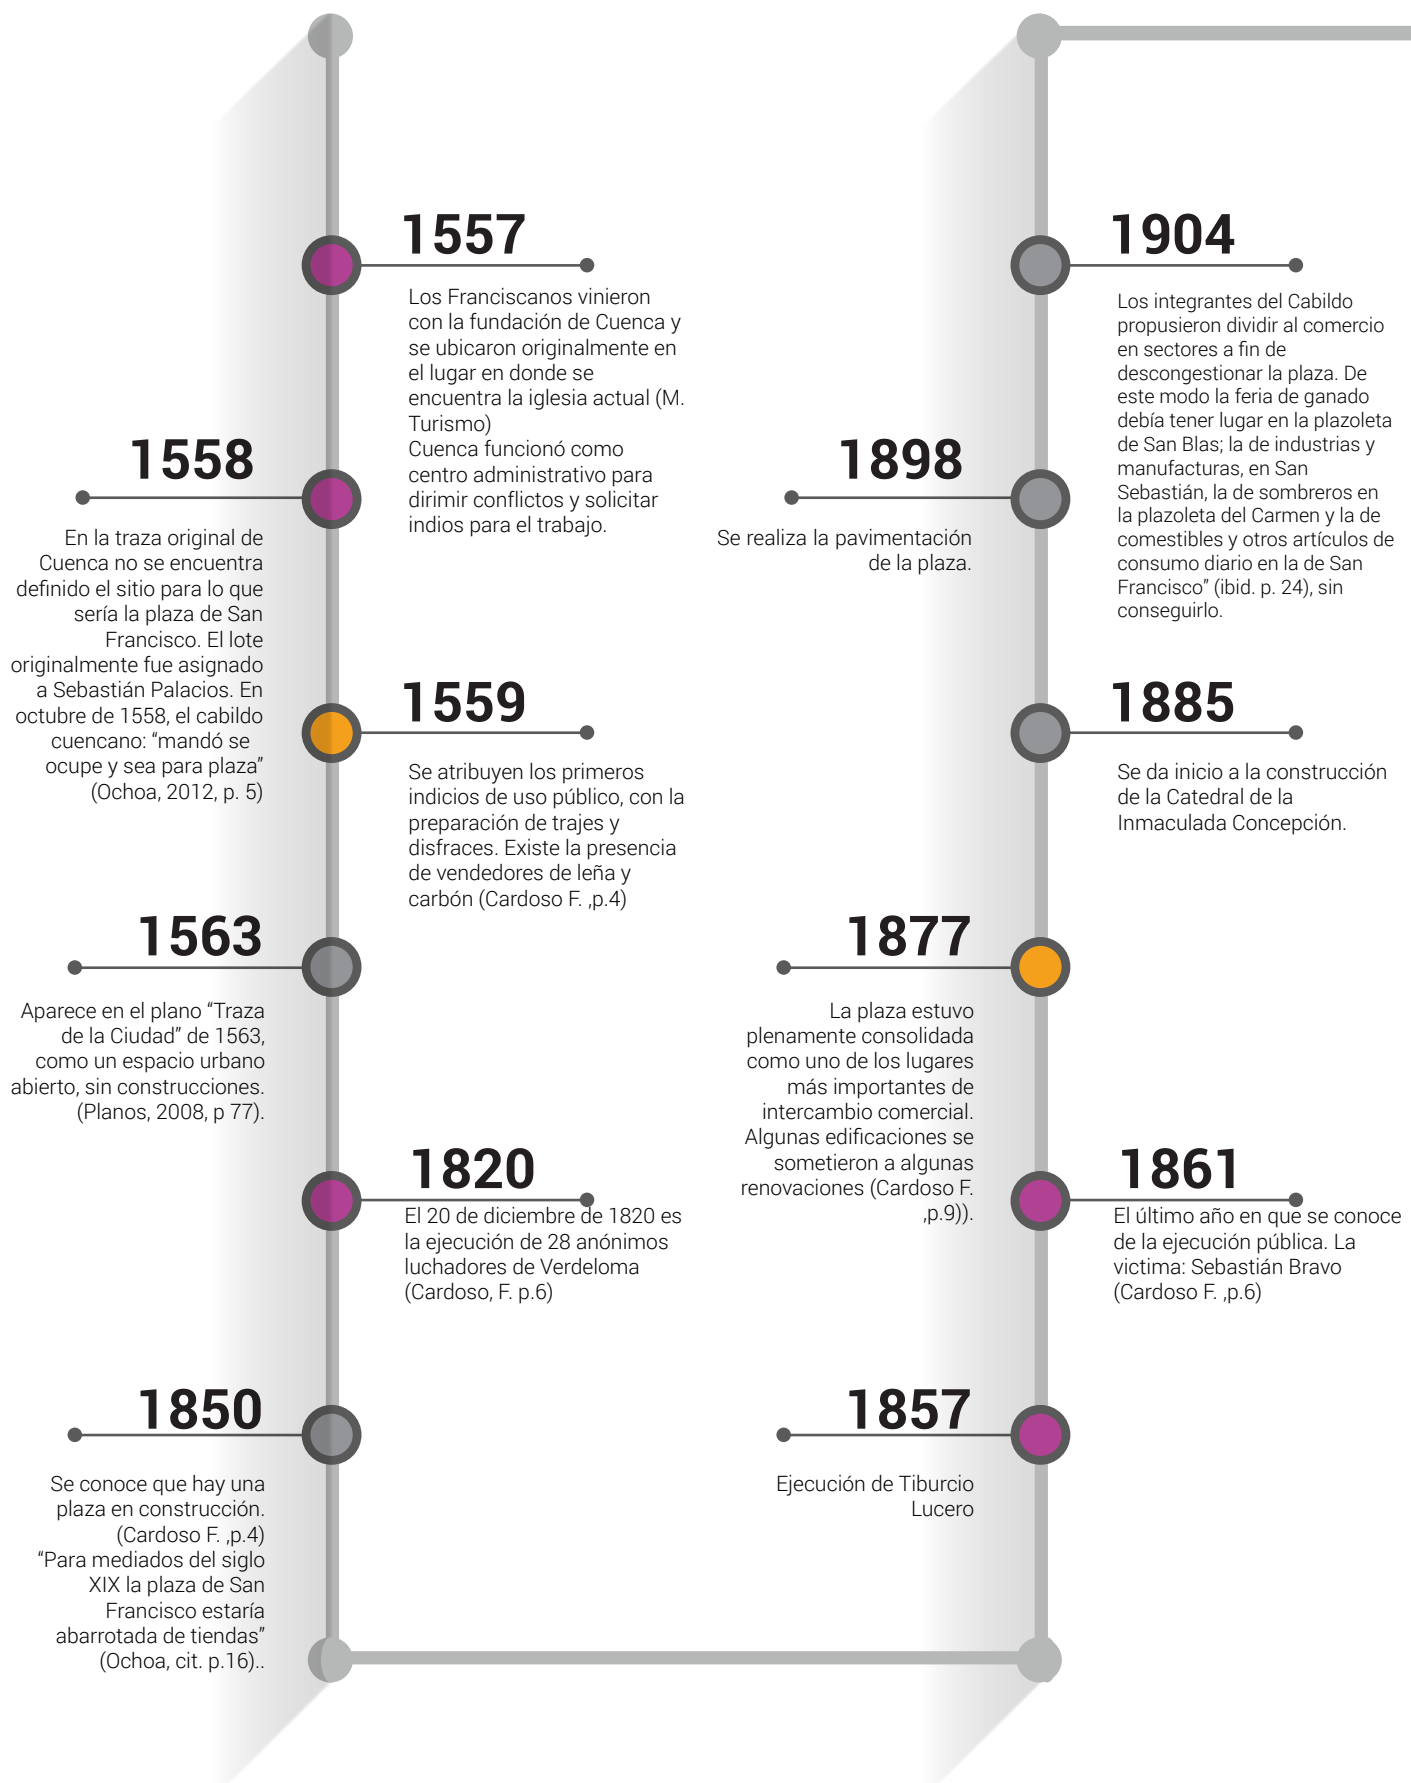 1557
Los Franciscanos vinieron
con la fundación de Cuenca y
se ubicaron originalmente en
el lugar en donde se
encuentra la iglesia actual (M.
Turismo)
Cuenca funcionó como
centro administrativo para
dirimir conflictos y solicitar
indios para el trabajo.
1558
En la traza original de
Cuenca no se encuentra
definido el sitio para lo que
sería la plaza de San
Francisco. El lote
originalmente fue asignado
a Sebastián Palacios. En
octubre de 1558, el cabildo
cuencano: “mandó se
ocupe y sea para plaza”
(Ochoa, 2012, p. 5)
1559
Se atribuyen los primeros
indicios de uso público, con la
preparación de trajes y
disfraces. Existe la presencia
de vendedores de leña y
carbón (Cardoso F. ,p.4)
1563
Aparece en el plano “Traza
de la Ciudad” de 1563,
como un espacio urbano
abierto, sin construcciones.
(Planos, 2008, p 77).
1820
El 20 de diciembre de 1820 es
la ejecución de 28 anónimos
luchadores de Verdeloma
(Cardoso, F. p.6)
1850
Se conoce que hay una
plaza en construcción.
(Cardoso F. ,p.4)
“Para mediados del siglo
XIX la plaza de San
Francisco estaría
abarrotada de tiendas”
(Ochoa, cit. p.16)..
1857
Ejecución de Tiburcio
Lucero
1861
El último año en que se conoce
de la ejecución pública. La
victima: Sebastián Bravo
(Cardoso F. ,p.6)
1877
La plaza estuvo
plenamente consolidada
como uno de los lugares
más importantes de
intercambio comercial.
Algunas edificaciones se
sometieron a algunas
renovaciones (Cardoso F.
,p.9)).
1885
Se da inicio a la construcción
de la Catedral de la
Inmaculada Concepción.
1898
Se realiza la pavimentación
de la plaza.
1904
Los integrantes del Cabildo
propusieron dividir al comercio
en sectores a fin de
descongestionar la plaza. De
este modo la feria de ganado
debía tener lugar en la plazoleta
de San Blas; la de industrias y
manufacturas, en San
Sebastián, la de sombreros en
la plazoleta del Carmen y la de
comestibles y otros artículos de
consumo diario en la de San
Francisco” (ibid. p. 24), sin
conseguirlo.